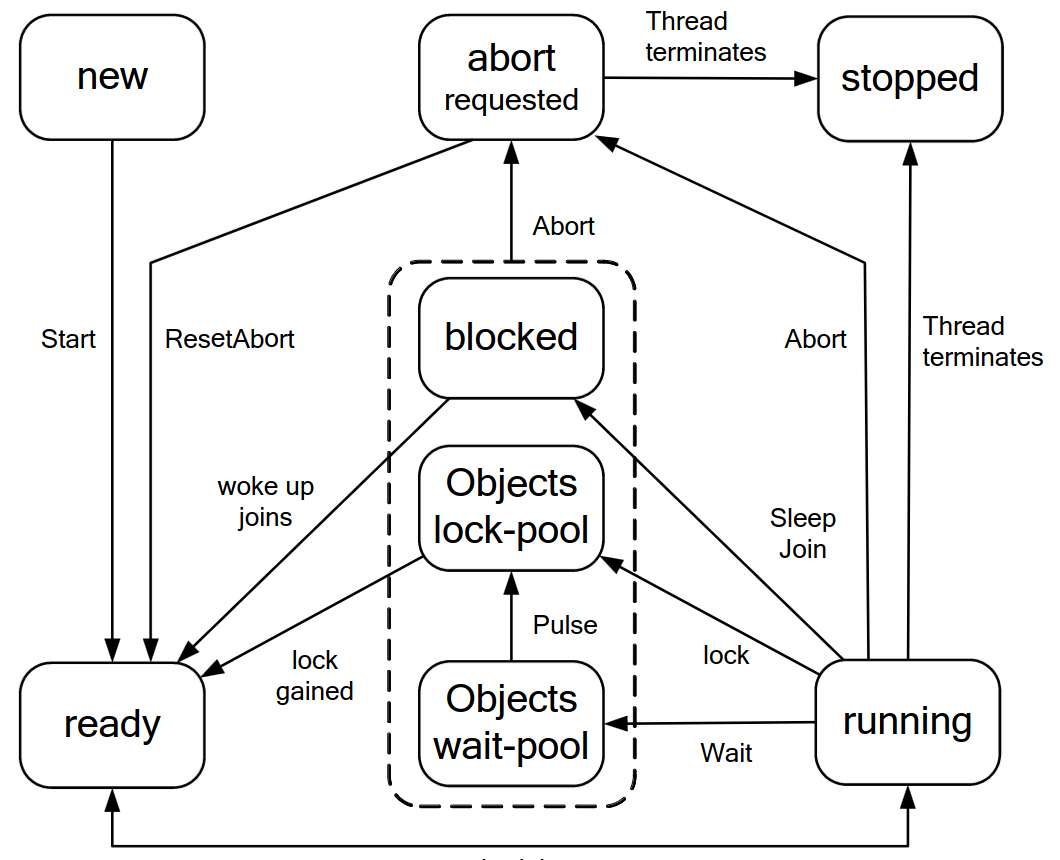 new
abort
requested
Thread
terminates
stopped
Abort
Start
ResetAbort
blocked
Abort
Thread
terminates
woke up
joins
Objects
lock-pool
Sleep
Join
Pulse
lock
gained
lock
ready
Objects
wait-pool
running
Wait